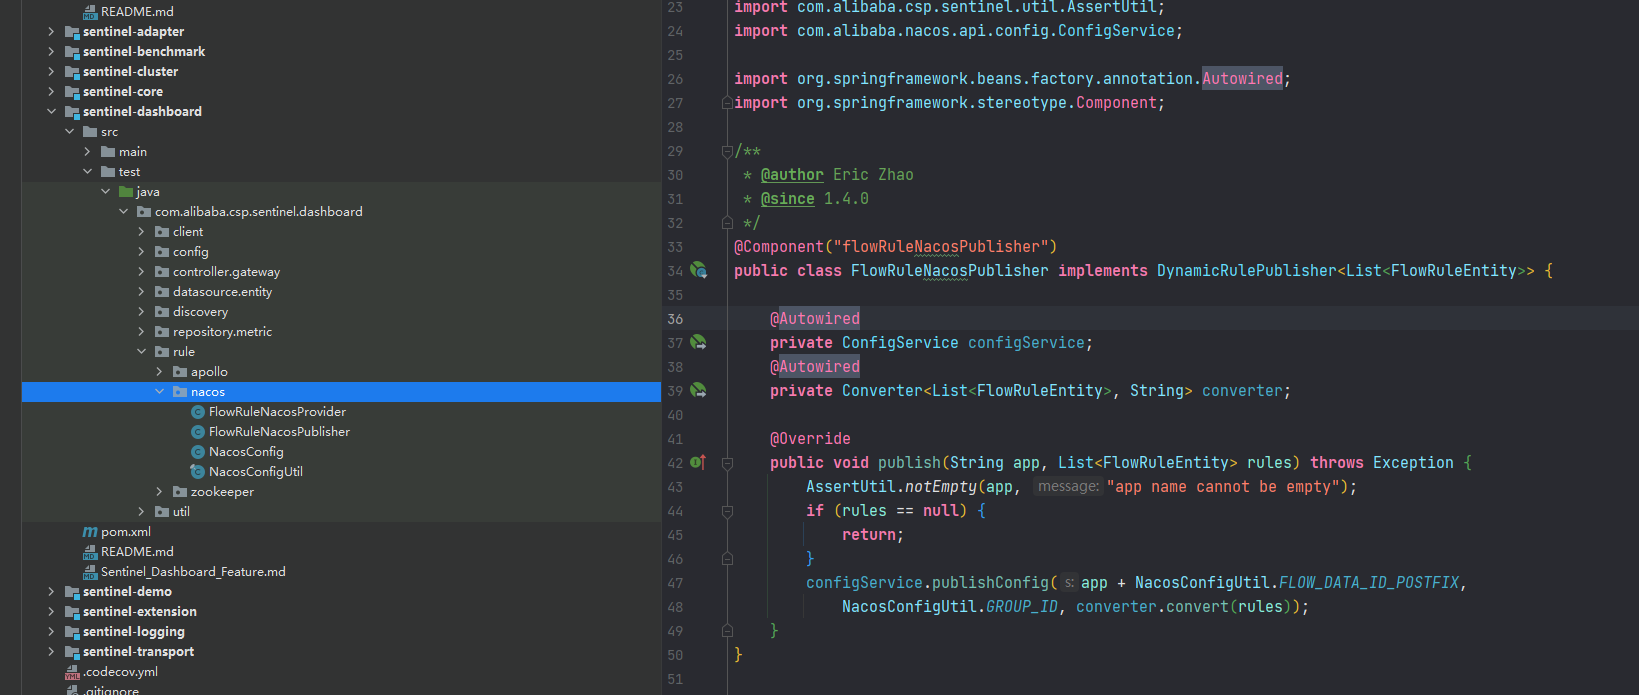 README.md
sentinel-adapter
sentinel-benchmark
sentinel-cluster
sentinel-core
sentinel-dashboard
src
main
test
java
com.alibaba.csp.sentinel.dashboard
client
config
controller.gateway
datasource.entity
discovery
repository.metric
rule
apollo
nacos
FlowRuleNacosProvider
FlowRuleNacosPublisher
NacosConfig
NacosConfigUtil
zookeeper
util
pom.xml
README.md
Sentinel_Dashboard_Feature.md
sentinel-demo
sentinel-extension
sentinel-logging
sentinel-transport
.codecov.yml
.gitignore
23 import com.alibaba.csp.sentinel.util.AssertUtil;
24 import com.alibaba.nacos.api.config.ConfigService;
25
26 import org.springframework.beans.factory.annotation.Autowired;
27 import org.springframework.stereotype.Component;
28
29 /**
30 * @author Eric Zhao
31 * @since 1.4.0
32 */
33 @Component("flowRuleNacosPublisher")
34 public class FlowRuleNacosPublisher implements DynamicRulePublisher<List<FlowRuleEntity>> {
35
36 @Autowired
37 private ConfigService configService;
38 @Autowired
39 private Converter<List<FlowRuleEntity>, String> converter;
40
41 @Override
42 public void publish(String app, List<FlowRuleEntity> rules) throws Exception {
43 AssertUtil.notEmpty(app, message: "app name cannot be empty");
44 if (rules == null) {
45 return;
46 }
47 configService.publishConfig( s: app + NacosConfigUtil.FLOW_DATA_ID_POSTFIX,
48 NacosConfigUtil.GROUP_ID, converter.convert(rules));
49 }
50 }
51